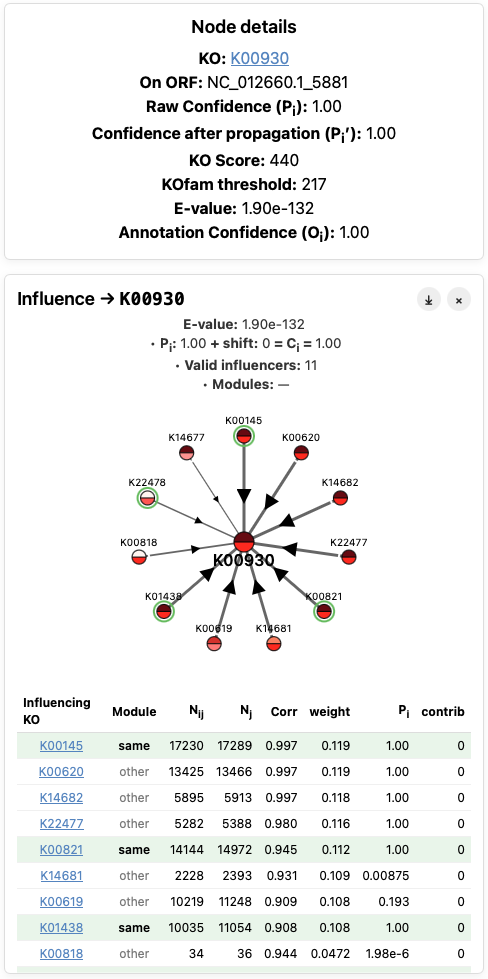 Node details
KO: K00930
On ORF: NC_012660.1_5881
Raw Confidence (Pi): 1.00
Confidence after propagation (Pi′): 1.00
KO Score: 440
KOfam threshold: 217
E-value: 1.90e-132
Annotation Confidence (Oi): 1.00
Influence → K00930
E-value: 1.90e-132
• Pi: 1.00 + shift: 0 = Ci = 1.00
• Valid influencers: 11
• Modules: —
K00145
K14677
K00620
K22478
K14682
K00818
K22477
K00930
K01438
K00821
K00619
K14681
Influencing KO Module Nij Nj Corr weight Pi contrib
K00145 same 17230 17289 0.997 0.119 1.00 0
K00620 other 13425 13466 0.997 0.119 1.00 0
K14682 other 5895 5913 0.997 0.118 1.00 0
K22477 other 5282 5388 0.980 0.116 1.00 0
K00821 same 14144 14972 0.945 0.112 1.00 0
K14681 other 2228 2393 0.931 0.109 0.00875 0
K00619 other 10219 11248 0.909 0.108 0.193 0
K01438 same 10035 11054 0.908 0.108 1.00 0
K00818 other 34 36 0.944 0.0472 1.98e-6 0